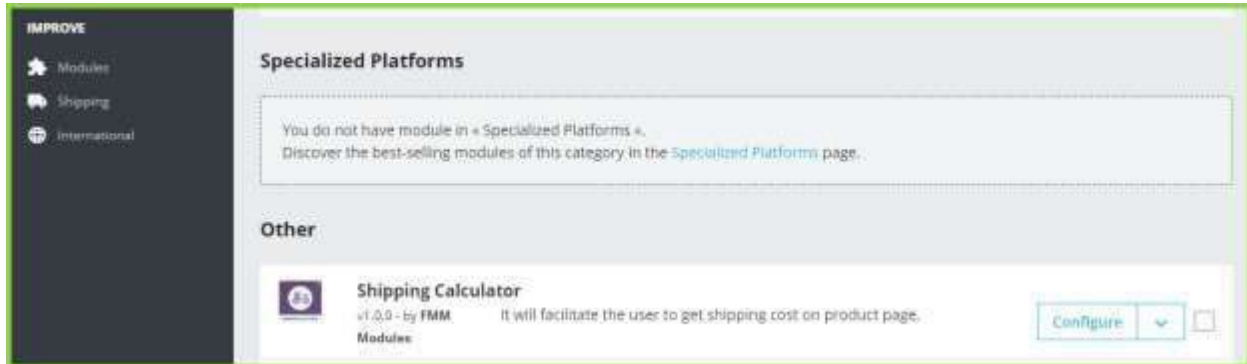 IMPROVE
Modules
Shipping
International
Specialized Platforms
You do not have module in « Specialized Platforms ».
Discover the best-selling modules of this category in the Specialized Platforms page.
Other
Shipping Calculator
v1.0.0 - by FMM It will facilitate the user to get shipping cost on product page.
Modules
Configure